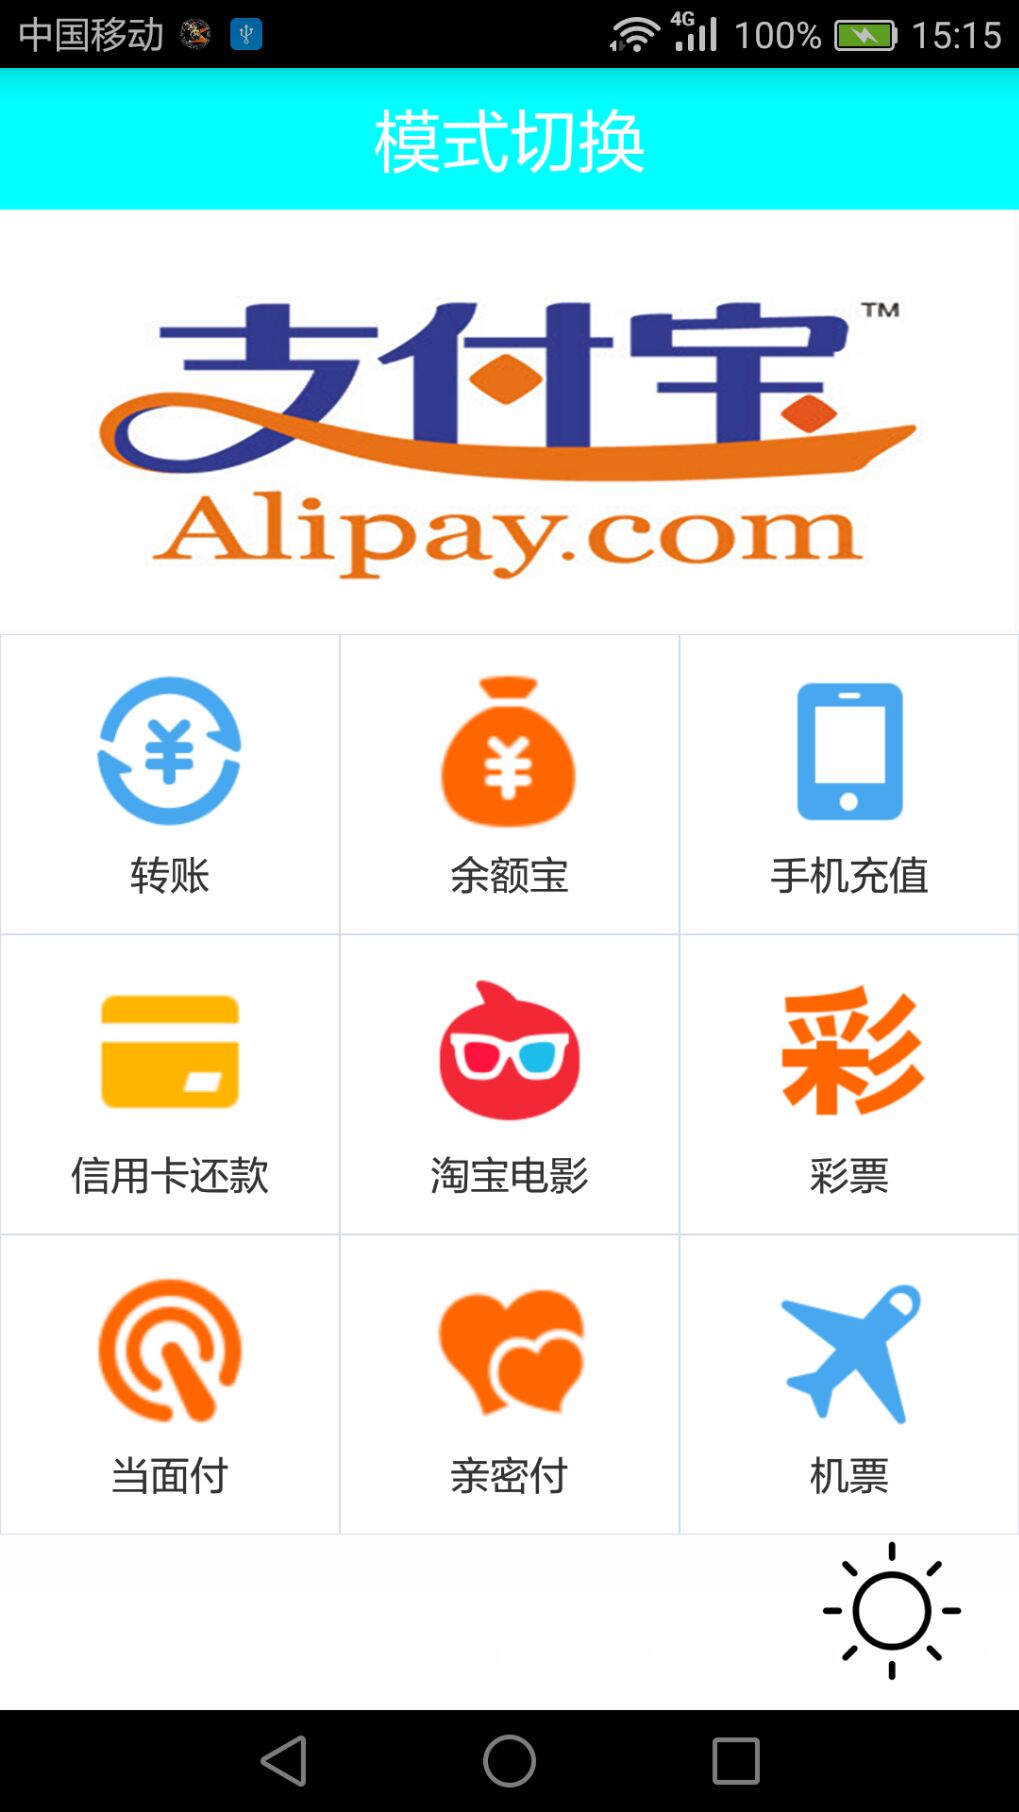 中国移动 4G 100% 15:15
模式切换
支付宝 TM
Alipay.com
转账 余额宝 手机充值
彩
信用卡还款 淘宝电影 彩票
当面付 亲密付 机票